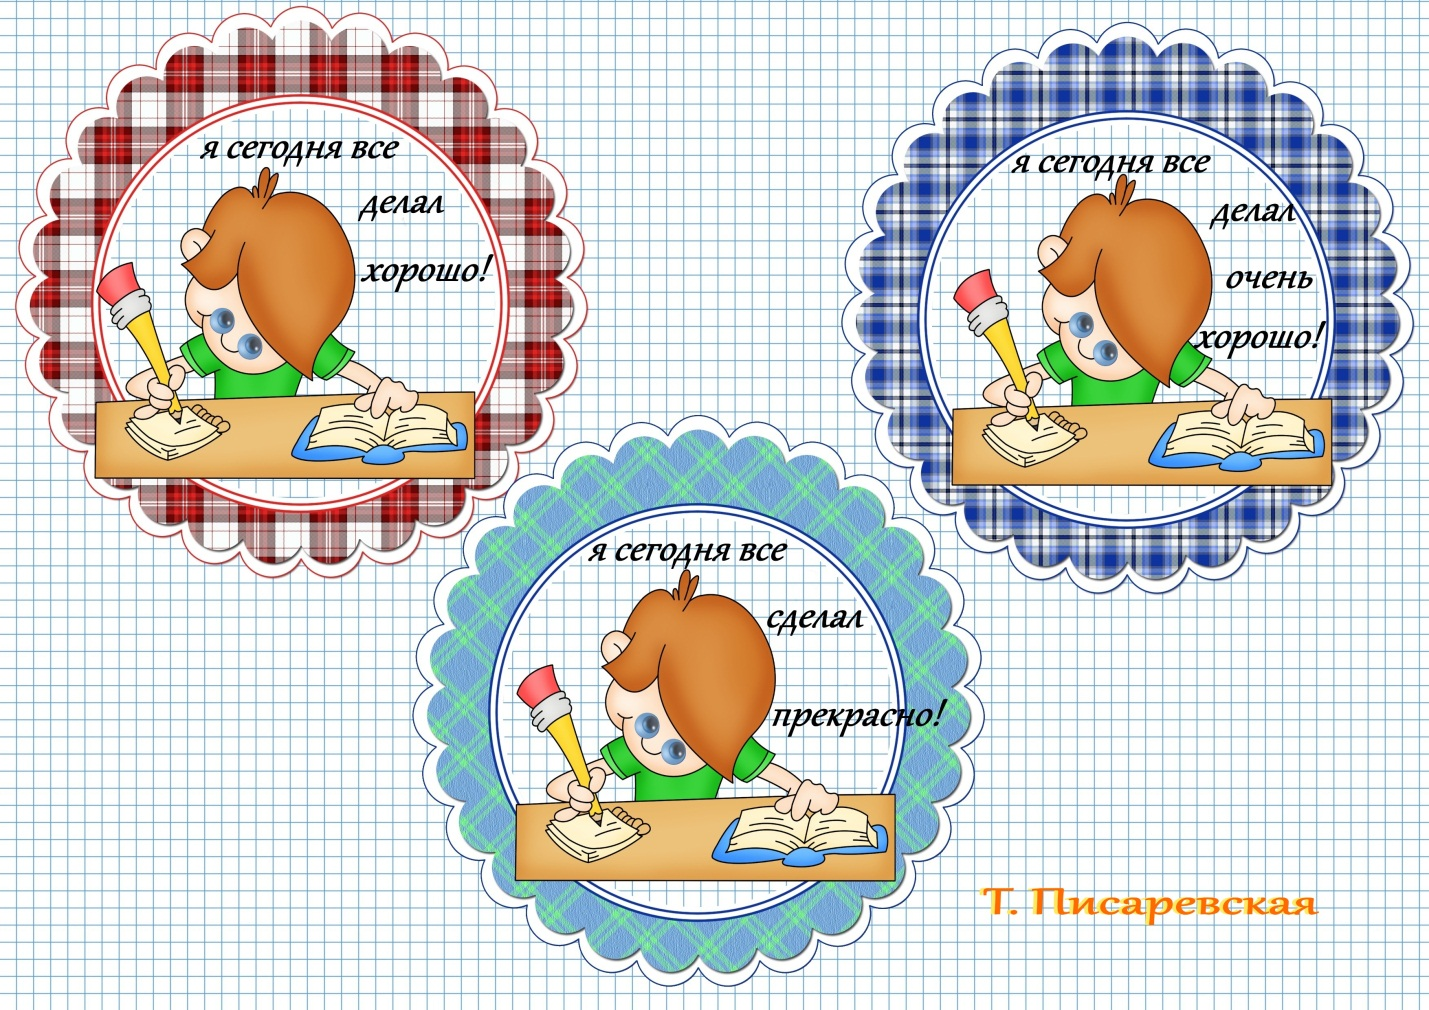 я сегодня все
делал
хорошо!
я сегодня все
делал
очень
хорошо!
я сегодня все
сделал
прекрасно!
Т. Писаревская